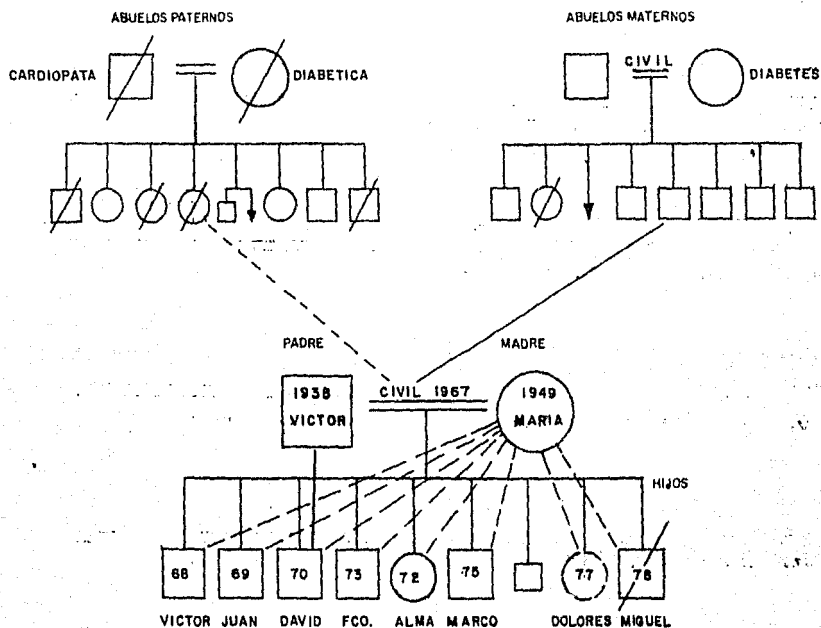 ABUELOS PATERNOS
ABUELOS MATERNOS
CARDIOPATA
DIABETICA
CIVIL
DIABETES
PADRE
MADRE
1938
VICTOR
CIVIL 1967
1949
MARIA
HIJOS
68
69
70
73
72
75
77
78
VICTOR JUAN DAVID FCO. ALMA MARCO DOLORES MIGUEL